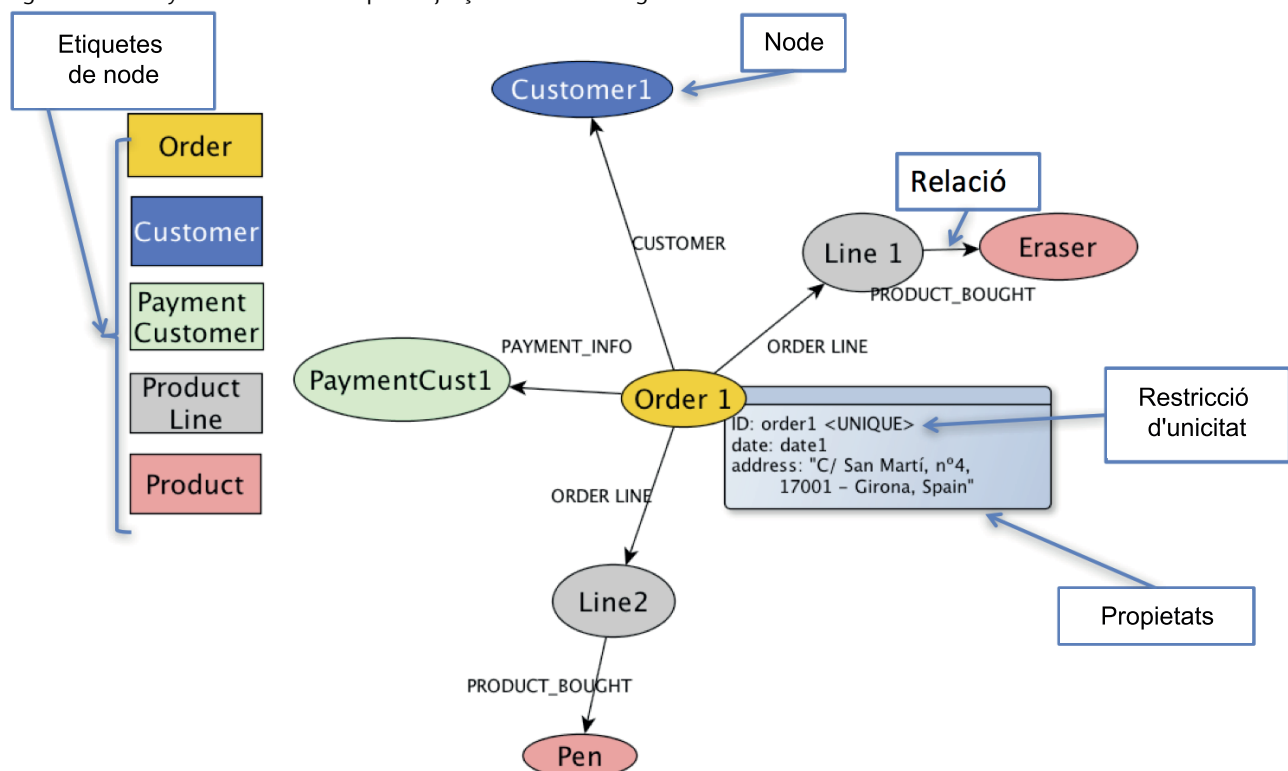 Etiquetes
de node
Node
Customer1
Order
Relació
Customer
CUSTOMER
Line 1
Eraser
PRODUCT_BOUGHT
Payment
Customer
PAYMENT_INFO
ORDER LINE
PaymentCust1
Order 1
Product
Line
ID: order1 <UNIQUE>
date: date1
address: "C/ San Martí, nº4,
17001 – Girona, Spain"
Restricció
d'unicitat
Product
ORDER LINE
Line2
Propietats
PRODUCT_BOUGHT
Pen